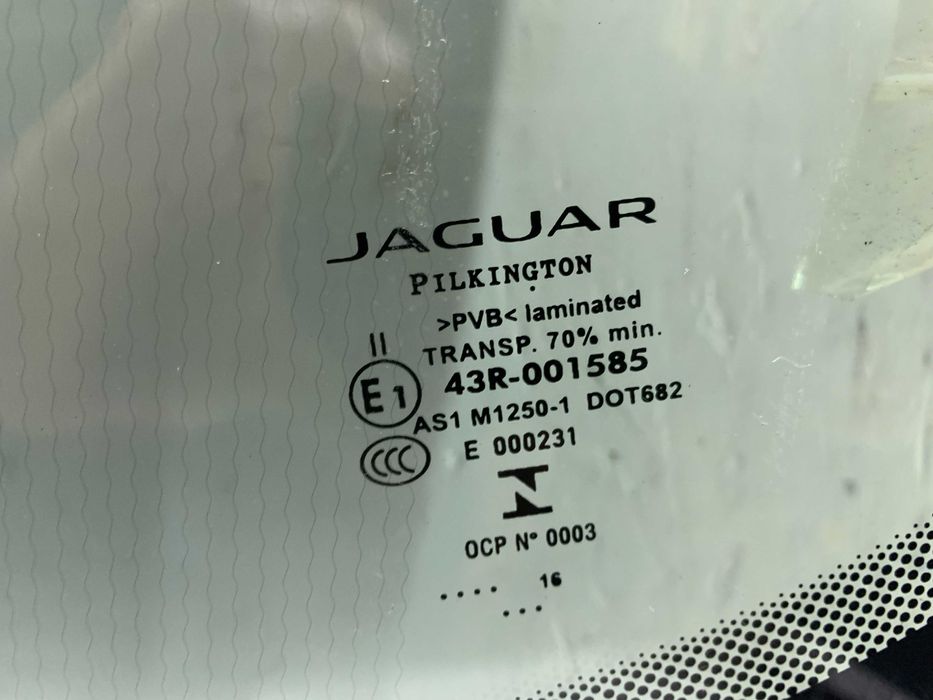 JAGUAR
PILKINGTON
>PVB< laminated
II TRANSP. 70% min.
E1 43R-001585
AS1 M1250-1 DOT682
CCC E 000231
OCP N° 0003
.... 16
...